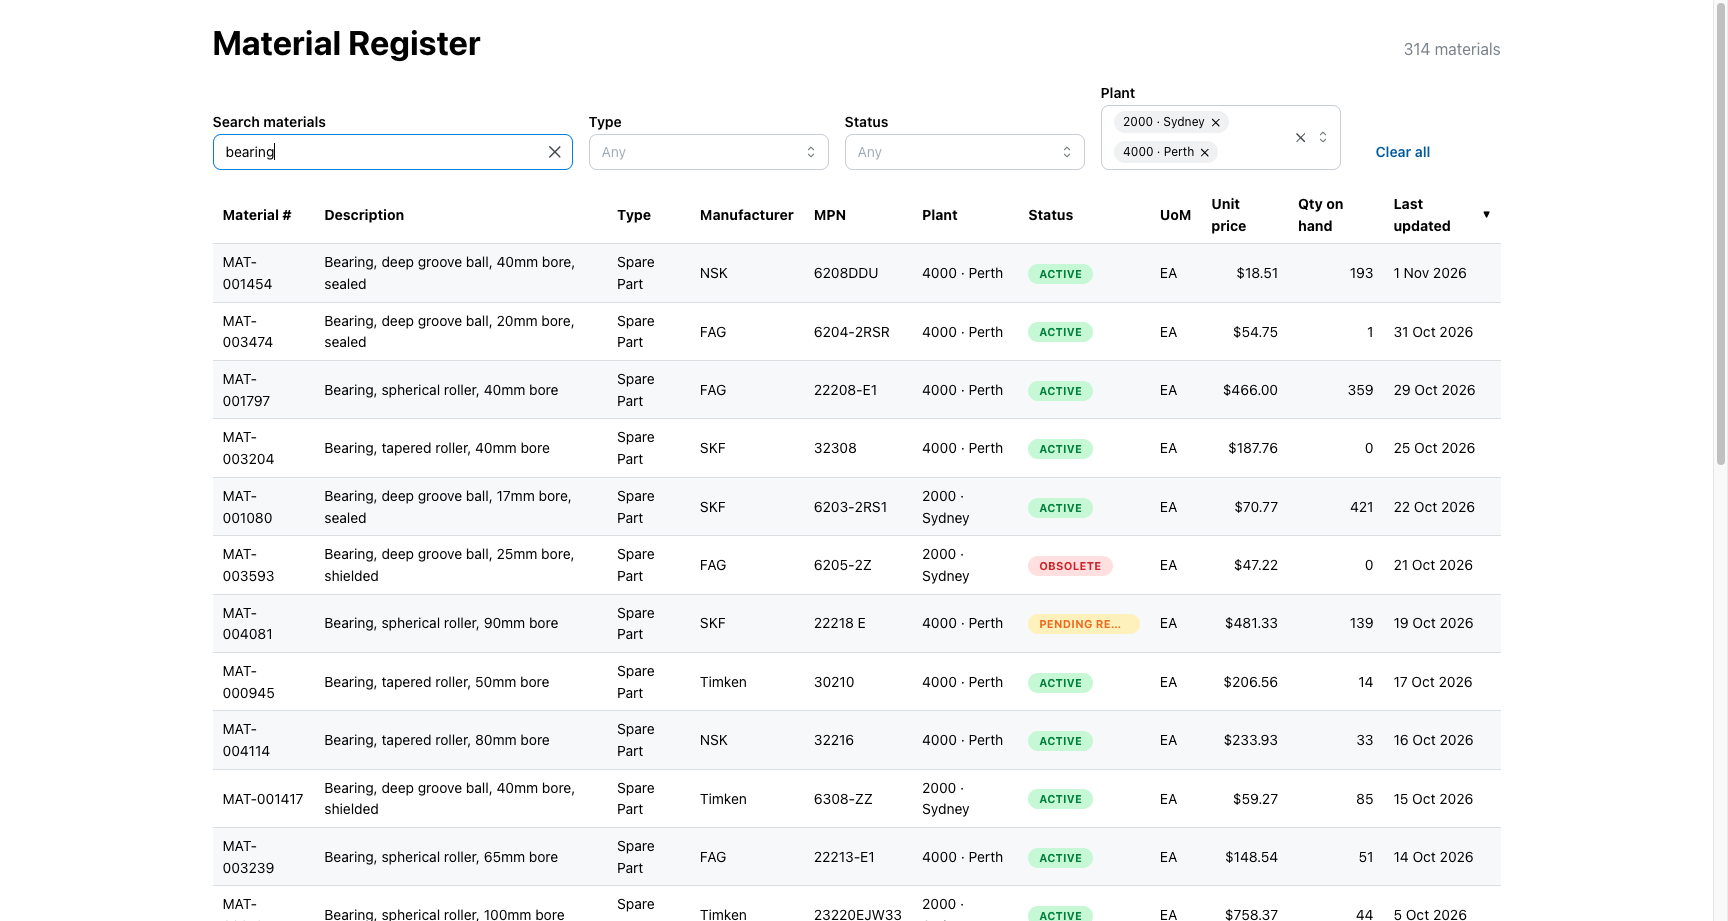 Material Register
314 materials
Search materials
bearing
Type
Any
Status
Any
Plant
2000 · Sydney
4000 · Perth
Clear all
Material # Description Type Manufacturer MPN Plant Status UoM Unit price Qty on hand Last updated ▼
MAT-001454 Bearing, deep groove ball, 40mm bore, sealed Spare Part NSK 6208DDU 4000 · Perth ACTIVE EA $18.51 193 1 Nov 2026
MAT-003474 Bearing, deep groove ball, 20mm bore, sealed Spare Part FAG 6204-2RSR 4000 · Perth ACTIVE EA $54.75 1 31 Oct 2026
MAT-001797 Bearing, spherical roller, 40mm bore Spare Part FAG 22208-E1 4000 · Perth ACTIVE EA $466.00 359 29 Oct 2026
MAT-003204 Bearing, tapered roller, 40mm bore Spare Part SKF 32308 4000 · Perth ACTIVE EA $187.76 0 25 Oct 2026
MAT-001080 Bearing, deep groove ball, 17mm bore, sealed Spare Part SKF 6203-2RS1 2000 · Sydney ACTIVE EA $70.77 421 22 Oct 2026
MAT-003593 Bearing, deep groove ball, 25mm bore, shielded Spare Part FAG 6205-2Z 2000 · Sydney OBSOLETE EA $47.22 0 21 Oct 2026
MAT-004081 Bearing, spherical roller, 90mm bore Spare Part SKF 22218 E 4000 · Perth PENDING RE... EA $481.33 139 19 Oct 2026
MAT-000945 Bearing, tapered roller, 50mm bore Spare Part Timken 30210 4000 · Perth ACTIVE EA $206.56 14 17 Oct 2026
MAT-004114 Bearing, tapered roller, 80mm bore Spare Part NSK 32216 4000 · Perth ACTIVE EA $233.93 33 16 Oct 2026
MAT-001417 Bearing, deep groove ball, 40mm bore, shielded Spare Part Timken 6308-ZZ 2000 · Sydney ACTIVE EA $59.27 85 15 Oct 2026
MAT-003239 Bearing, spherical roller, 65mm bore Spare Part FAG 22213-E1 4000 · Perth ACTIVE EA $148.54 51 14 Oct 2026
MAT- Bearing, spherical roller, 100mm bore Spare Timken 23220EJW33 2000 · ACTIVE EA $758.37 44 5 Oct 2026